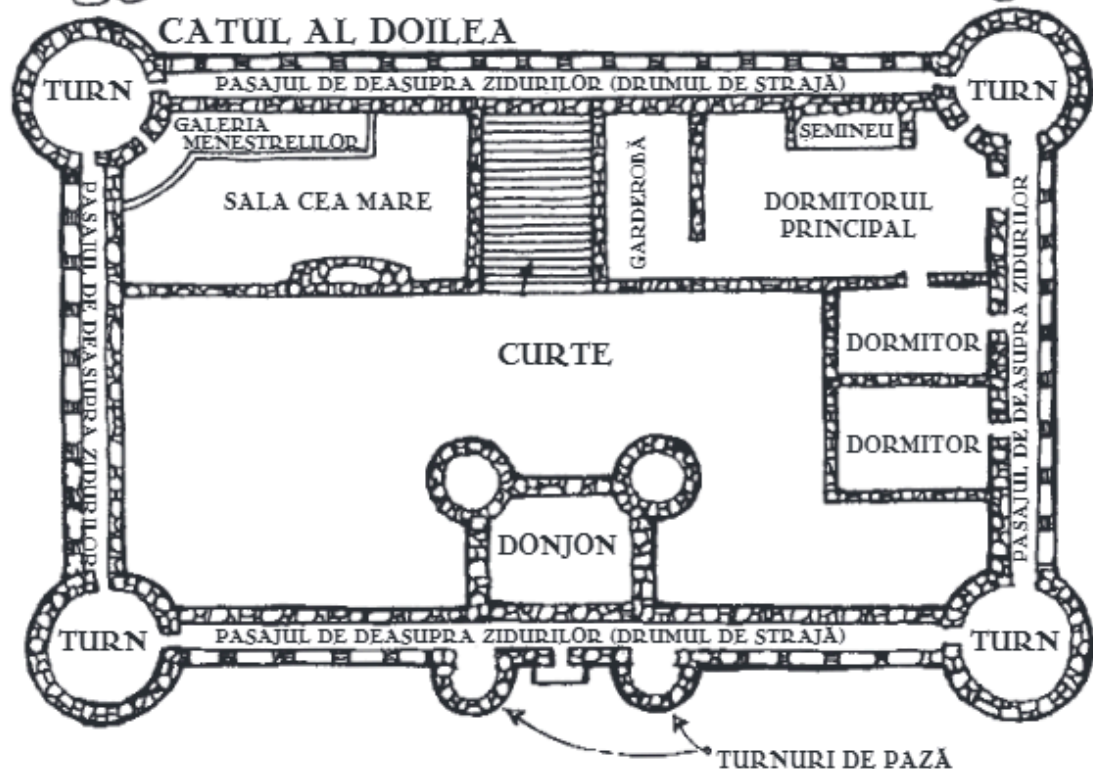 CATUL AL DOILEA
TURN
PASAJUL DE DEASUPRA ZIDURILOR (DRUMUL DE STRAJĂ)
TURN
GALERIA
MENESTRELILOR
ȘEMINEU
SALA CEA MARE
GARDEROBĂ
DORMITORUL
PRINCIPAL
PASAJUL DE DEASUPRA ZIDURILOR
PASAJUL DE DEASUPRA ZIDURILOR
CURTE
DORMITOR
DORMITOR
DONJON
TURN
PASAJUL DE DEASUPRA ZIDURILOR (DRUMUL DE STRAJĂ)
TURN
TURNURI DE PAZĂ